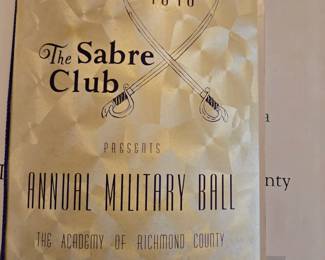 The Sabre
Club
PRESENTS
ANNUAL MILITARY BALL
THE ACADEMY OF RICHMOND COUNTY
a
nty